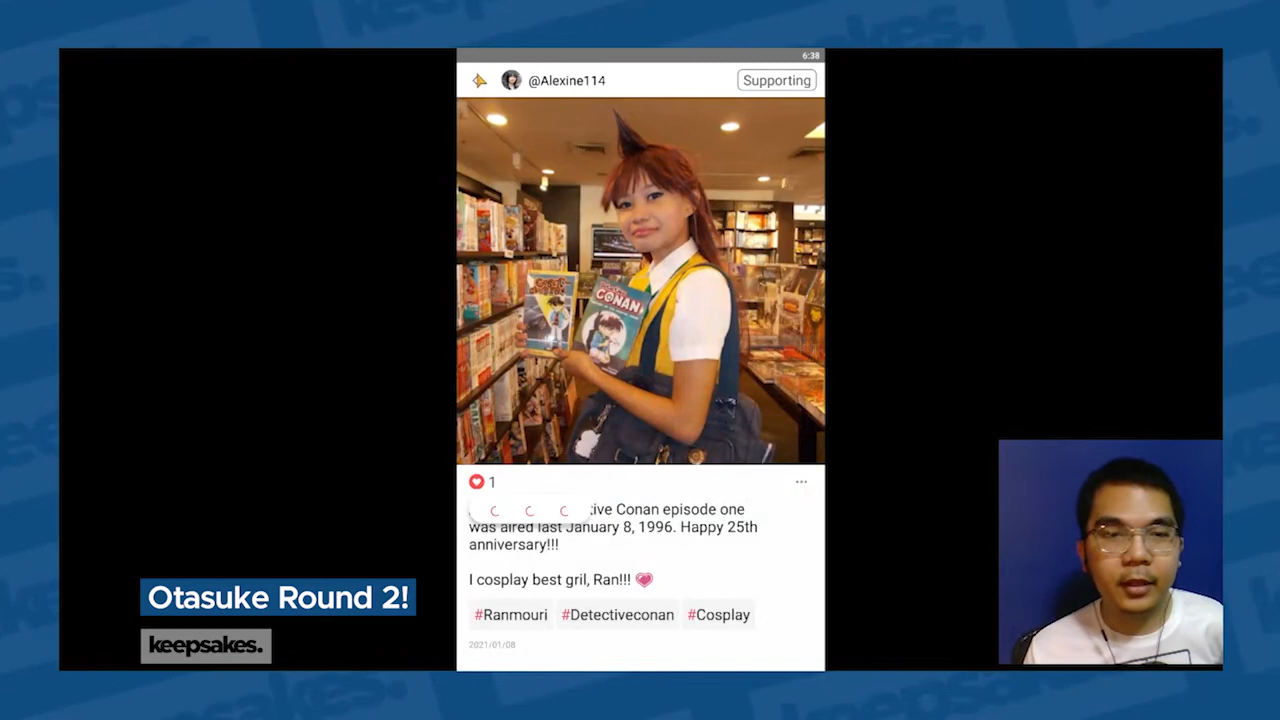 6:38
@Alexine114
Supporting
CONAN
1
tive Conan episode one
was aired last January 8, 1996. Happy 25th
anniversary!!!
I cosplay best gril, Ran!!!
#Ranmouri #Detectiveconan #Cosplay
2021/01/08
Otasuke Round 2!
keepsakes.